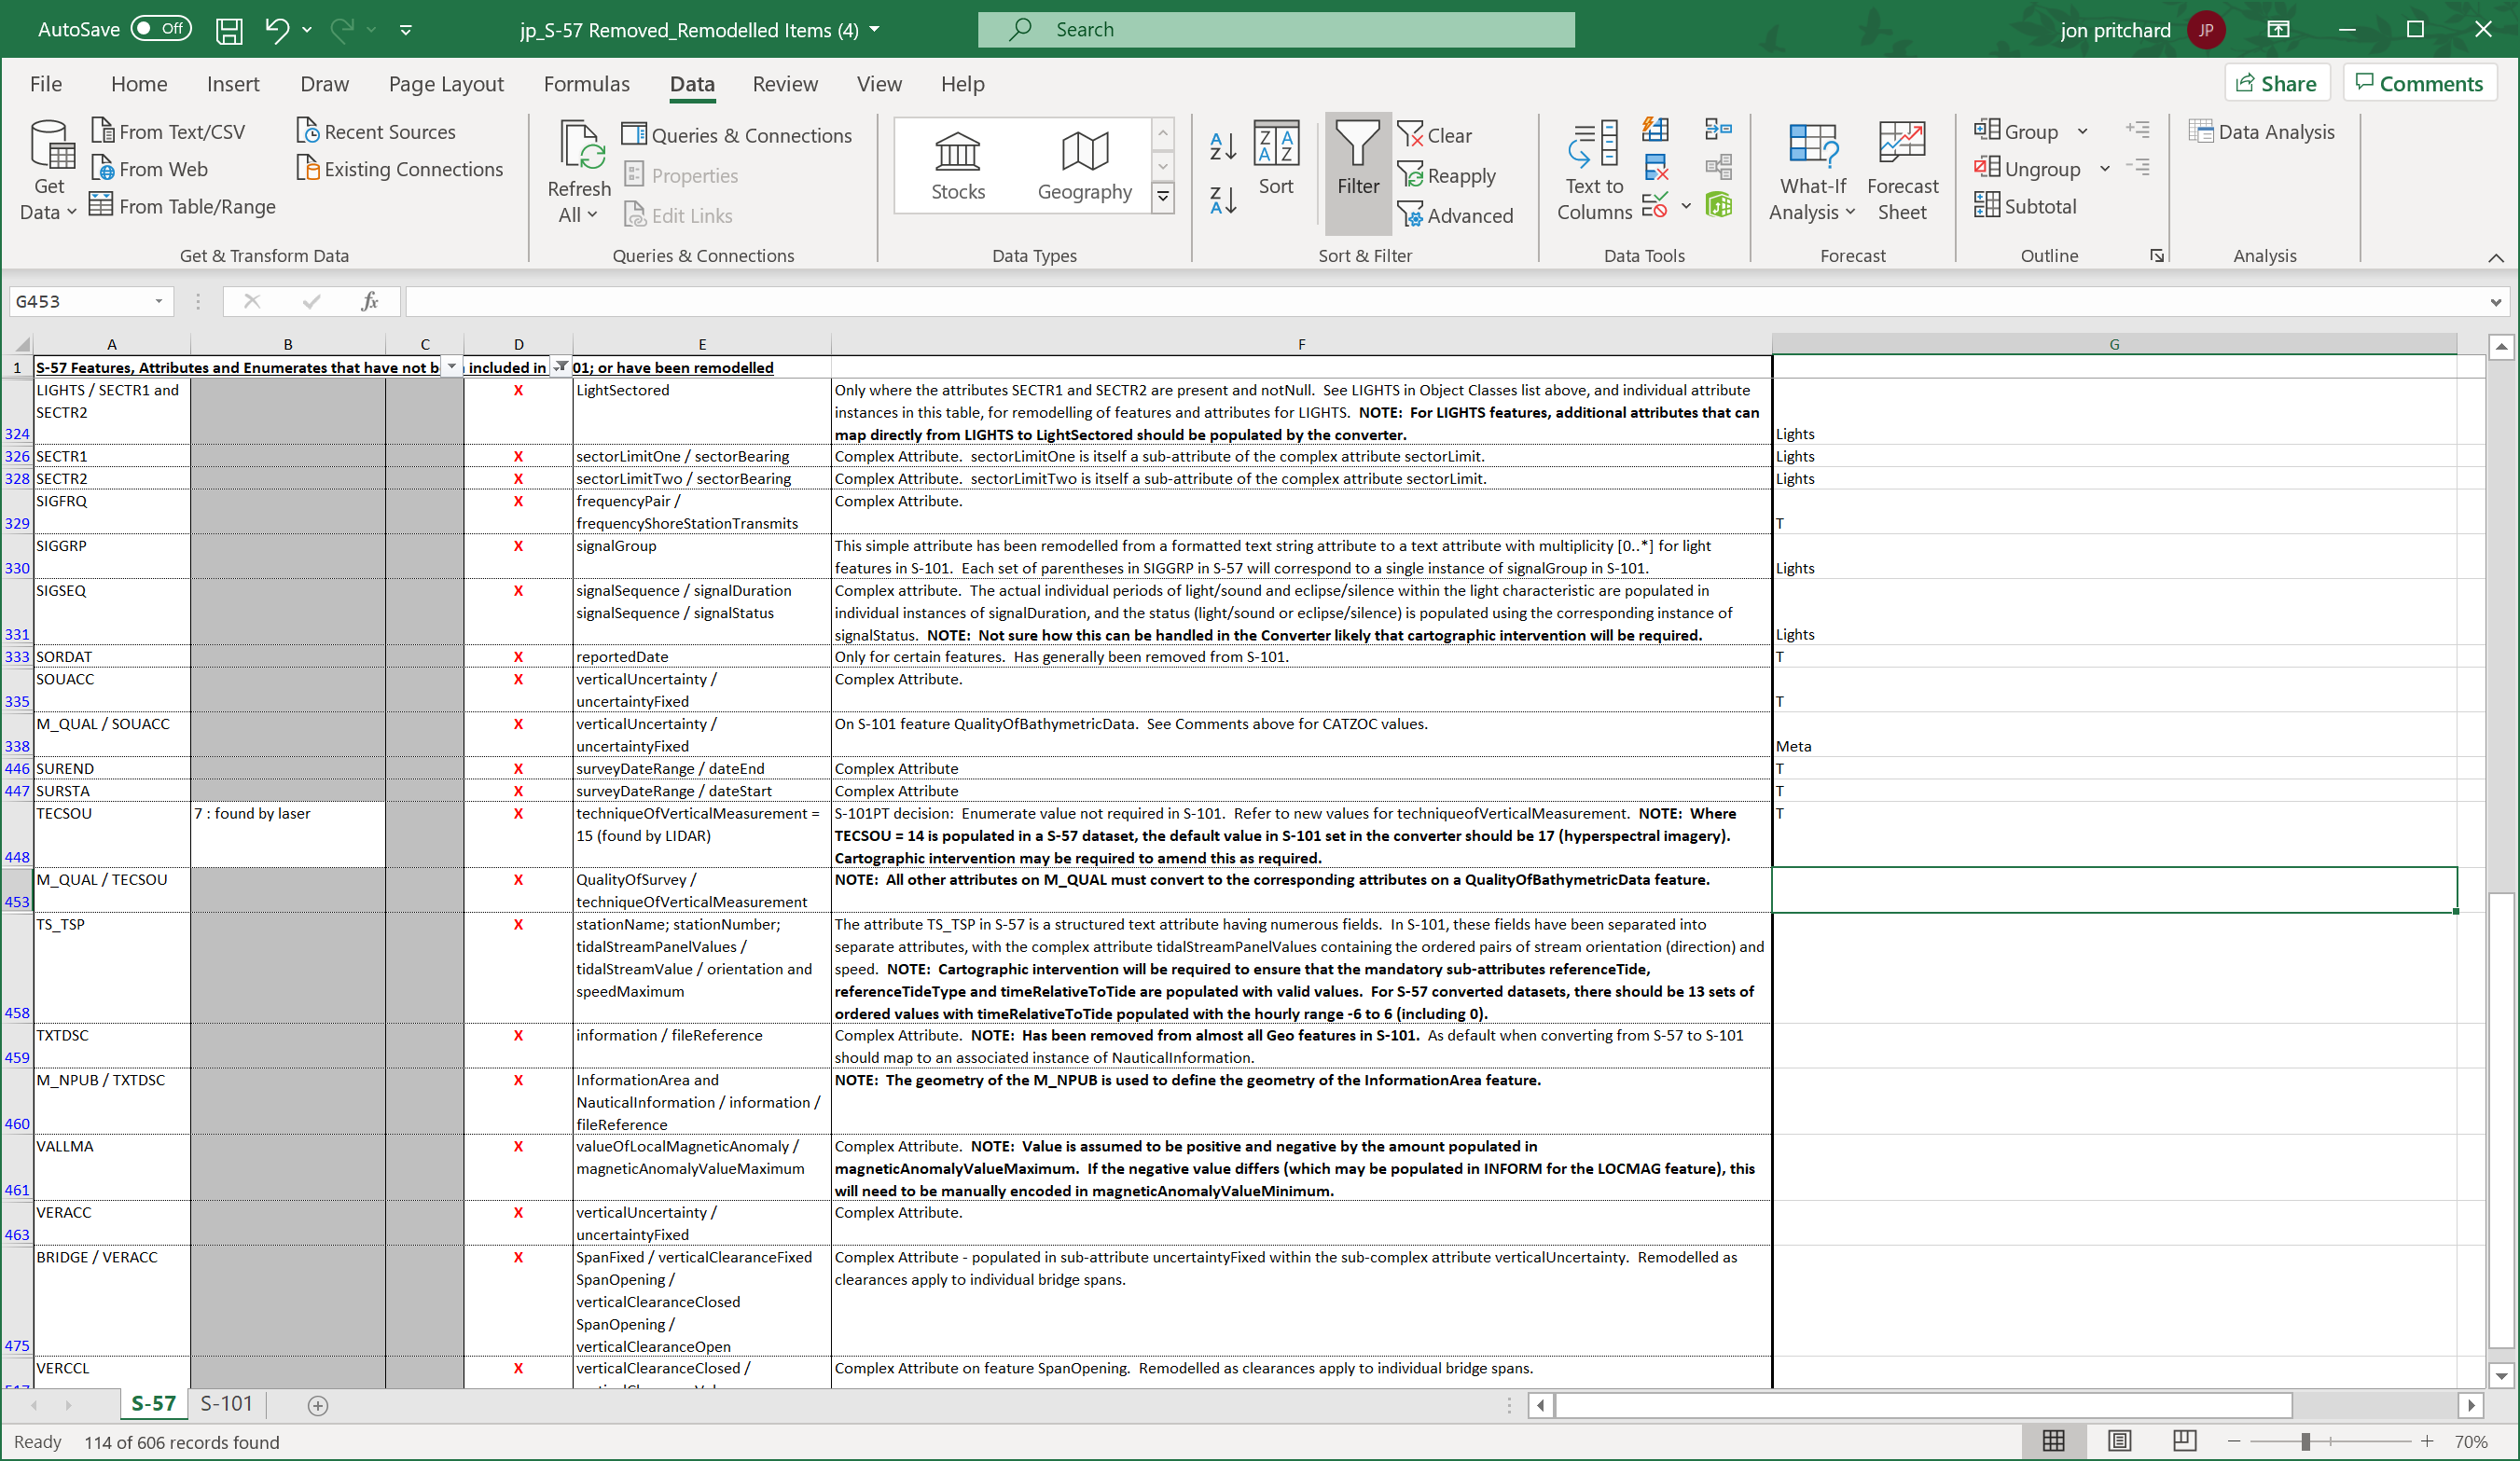 AutoSave Off jp_S-57 Removed_Remodelled Items (4) Search jon pritchard JP
File Home Insert Draw Page Layout Formulas Data Review View Help Share Comments
Get Data
From Text/CSV
From Web
From Table/Range
Recent Sources
Existing Connections
Get & Transform Data
Refresh All
Queries & Connections
Properties
Edit Links
Queries & Connections
Stocks
Geography
Data Types
Sort
Filter
Clear
Reapply
Advanced
Sort & Filter
Text to Columns
Data Tools
What-If Analysis
Forecast Sheet
Forecast
Group
Ungroup
Subtotal
Outline
Data Analysis
Analysis
G453 fx
A B C D E F G
1 S-57 Features, Attributes and Enumerates that have not b included in 01; or have been remodelled
LIGHTS / SECTR1 and X LightSectored Only where the attributes SECTR1 and SECTR2 are present and notNull. See LIGHTS in Object Classes list above, and individual attribute
SECTR2 instances in this table, for remodelling of features and attributes for LIGHTS. NOTE: For LIGHTS features, additional attributes that can
324 map directly from LIGHTS to LightSectored should be populated by the converter. Lights
326 SECTR1 X sectorLimitOne / sectorBearing Complex Attribute. sectorLimitOne is itself a sub-attribute of the complex attribute sectorLimit. Lights
328 SECTR2 X sectorLimitTwo / sectorBearing Complex Attribute. sectorLimitTwo is itself a sub-attribute of the complex attribute sectorLimit. Lights
SIGFRQ X frequencyPair / Complex Attribute.
329 frequencyShoreStationTransmits T
SIGGRP X signalGroup This simple attribute has been remodelled from a formatted text string attribute to a text attribute with multiplicity [0..*] for light
330 features in S-101. Each set of parentheses in SIGGRP in S-57 will correspond to a single instance of signalGroup in S-101. Lights
SIGSEQ X signalSequence / signalDuration Complex attribute. The actual individual periods of light/sound and eclipse/silence within the light characteristic are populated in
signalSequence / signalStatus individual instances of signalDuration, and the status (light/sound or eclipse/silence) is populated using the corresponding instance of
331 signalStatus. NOTE: Not sure how this can be handled in the Converter likely that cartographic intervention will be required. Lights
333 SORDAT X reportedDate Only for certain features. Has generally been removed from S-101. T
SOUACC X verticalUncertainty / Complex Attribute.
335 uncertaintyFixed T
M_QUAL / SOUACC X verticalUncertainty / On S-101 feature QualityOfBathymetricData. See Comments above for CATZOC values.
338 uncertaintyFixed Meta
446 SUREND X surveyDateRange / dateEnd Complex Attribute T
447 SURSTA X surveyDateRange / dateStart Complex Attribute T
TECSOU 7 : found by laser X techniqueOfVerticalMeasurement = S-101PT decision: Enumerate value not required in S-101. Refer to new values for techniqueofVerticalMeasurement. NOTE: Where T
15 (found by LIDAR) TECSOU = 14 is populated in a S-57 dataset, the default value in S-101 set in the converter should be 17 (hyperspectral imagery).
448 Cartographic intervention may be required to amend this as required.
M_QUAL / TECSOU X QualityOfSurvey / NOTE: All other attributes on M_QUAL must convert to the corresponding attributes on a QualityOfBathymetricData feature.
453 techniqueOfVerticalMeasurement
TS_TSP X stationName; stationNumber; The attribute TS_TSP in S-57 is a structured text attribute having numerous fields. In S-101, these fields have been separated into
tidalStreamPanelValues / separate attributes, with the complex attribute tidalStreamPanelValues containing the ordered pairs of stream orientation (direction) and
tidalStreamValue / orientation and speed. NOTE: Cartographic intervention will be required to ensure that the mandatory sub-attributes referenceTide,
speedMaximum referenceTideType and timeRelativeToTide are populated with valid values. For S-57 converted datasets, there should be 13 sets of
458 ordered values with timeRelativeToTide populated with the hourly range -6 to 6 (including 0).
TXTDSC X information / fileReference Complex Attribute. NOTE: Has been removed from almost all Geo features in S-101. As default when converting from S-57 to S-101
459 should map to an associated instance of NauticalInformation.
M_NPUB / TXTDSC X InformationArea and NOTE: The geometry of the M_NPUB is used to define the geometry of the InformationArea feature.
NauticalInformation / information /
460 fileReference
VALLMA X valueOfLocalMagneticAnomaly / Complex Attribute. NOTE: Value is assumed to be positive and negative by the amount populated in
magneticAnomalyValueMaximum magneticAnomalyValueMaximum. If the negative value differs (which may be populated in INFORM for the LOCMAG feature), this
461 will need to be manually encoded in magneticAnomalyValueMinimum.
VERACC X verticalUncertainty / Complex Attribute.
463 uncertaintyFixed
BRIDGE / VERACC X SpanFixed / verticalClearanceFixed Complex Attribute - populated in sub-attribute uncertaintyFixed within the sub-complex attribute verticalUncertainty. Remodelled as
SpanOpening / clearances apply to individual bridge spans.
verticalClearanceClosed
SpanOpening /
475 verticalClearanceOpen
VERCCL X verticalClearanceClosed / Complex Attribute on feature SpanOpening. Remodelled as clearances apply to individual bridge spans.
S-57 S-101
Ready 114 of 606 records found 70%